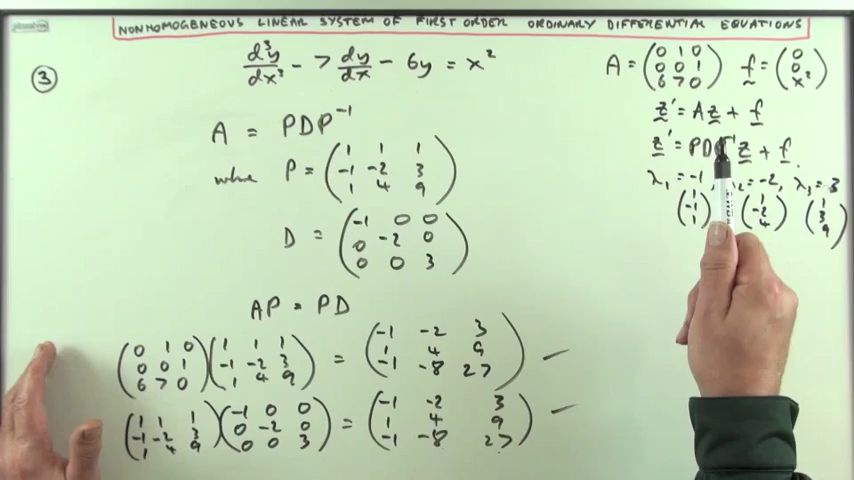 NONHOMOGENEOUS LINEAR SYSTEM OF FIRST ORDER ORDINARY DIFFERENTIAL EQUATIONS
③
d³y/dx³ - 7 dy/dx - 6y = x²
A = PDP⁻¹
where P = (1 1 1; -1 -2 3; 1 4 9)
D = (-1 0 0; 0 -2 0; 0 0 3)
AP = PD
(0 1 0; 0 0 1; 6 7 0)(1 1 1; -1 -2 3; 1 4 9) = (-1 -2 3; 1 4 9; -1 -8 27) –
(1 1 1; -1 -2 3; 1 4 9)(-1 0 0; 0 -2 0; 0 0 3) = (-1 -2 3; 1 4 9; -1 -8 27) –
A = (0 1 0; 0 0 1; 6 7 0) f = (0; 0; x²)
z' = Az + f
z' = PD z + f.
λ₁ = -1, = -2, λ₃ = 3
(1; -1; 1) (1; -2; 4) (1; 3; 9)